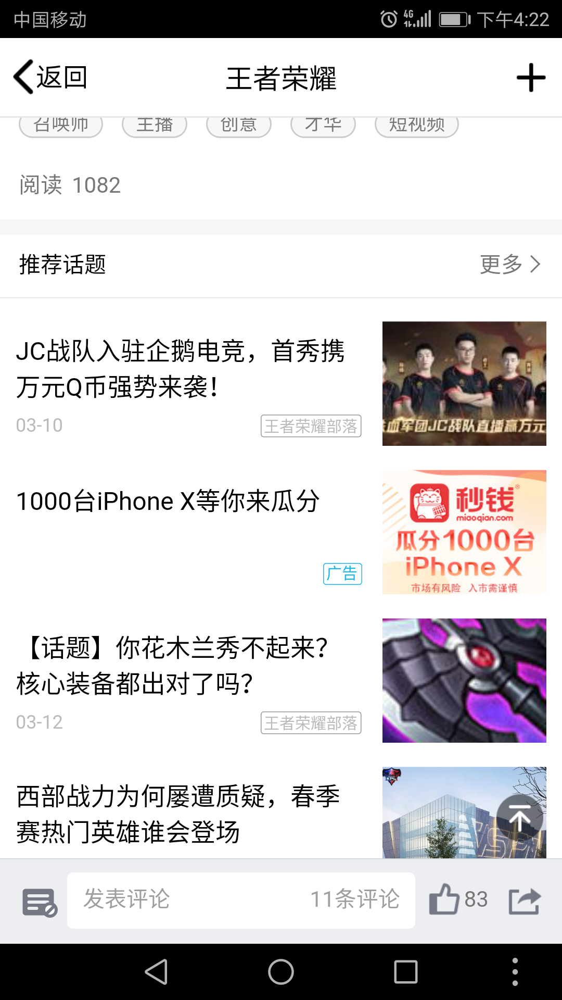 中国移动
4G
下午4:22
返回
王者荣耀
召唤师
主播
创意
才华
短视频
阅读 1082
推荐话题
更多
JC战队入驻企鹅电竞，首秀携
万元Q币强势来袭！
03-10
王者荣耀部落
血军团JC战队直播赢万元
1000台iPhone X等你来瓜分
广告
秒钱
miaoqian.com
瓜分1000台
iPhone X
市场有风险 入市需谨慎
【话题】你花木兰秀不起来？
核心装备都出对了吗？
03-12
王者荣耀部落
西部战力为何屡遭质疑，春季
赛热门英雄谁会登场
KPL
VSPN
发表评论
11条评论
83